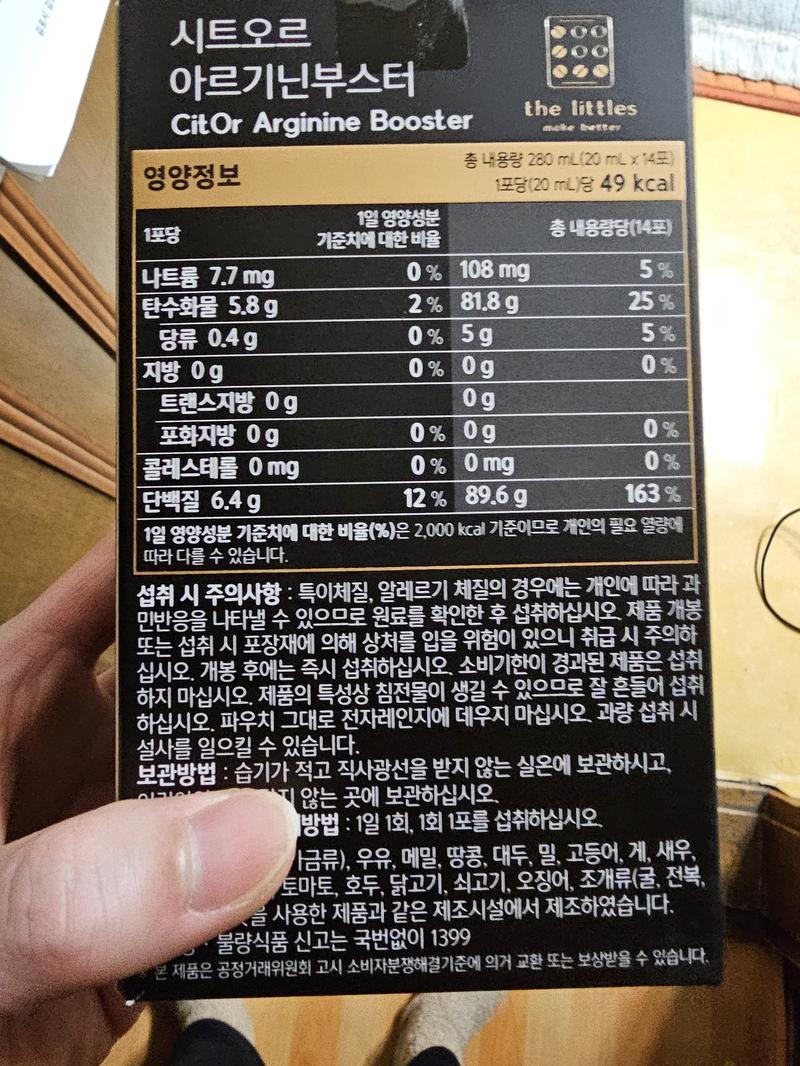 시트오르
아르기닌부스터
CitOr Arginine Booster
the littles
make better
영양정보
총 내용량 280 mL(20 mL x 14포)
1포당(20 mL)당 49 kcal
1포당 1일 영양성분 기준치에 대한 비율 총 내용량당(14포)
나트륨 7.7 mg 0 % 108 mg 5 %
탄수화물 5.8 g 2 % 81.8 g 25 %
당류 0.4 g 0 % 5 g 5 %
지방 0 g 0 % 0 g 0 %
트랜스지방 0 g 0 g
포화지방 0 g 0 % 0 g 0 %
콜레스테롤 0 mg 0 % 0 mg 0 %
단백질 6.4 g 12 % 89.6 g 163 %
1일 영양성분 기준치에 대한 비율(%)은 2,000 kcal 기준이므로 개인의 필요 열량에
따라 다를 수 있습니다.
섭취 시 주의사항 : 특이체질, 알레르기 체질의 경우에는 개인에 따라 과
민반응을 나타낼 수 있으므로 원료를 확인한 후 섭취하십시오. 제품 개봉
또는 섭취 시 포장재에 의해 상처를 입을 위험이 있으니 취급 시 주의하
십시오. 개봉 후에는 즉시 섭취하십시오. 소비기한이 경과된 제품은 섭취
하지 마십시오. 제품의 특성상 침전물이 생길 수 있으므로 잘 흔들어 섭취
하십시오. 파우치 그대로 전자레인지에 데우지 마십시오. 과량 섭취 시
설사를 일으킬 수 있습니다.
보관방법 : 습기가 적고 직사광선을 받지 않는 실온에 보관하시고,
않는 곳에 보관하십시오.
방법 : 1일 1회, 1회 1포를 섭취하십시오.
금류), 우유, 메밀, 땅콩, 대두, 밀, 고등어, 게, 새우,
토마토, 호두, 닭고기, 쇠고기, 오징어, 조개류(굴, 전복,
을 사용한 제품과 같은 제조시설에서 제조하였습니다.
· 불량식품 신고는 국번없이 1399
본 제품은 공정거래위원회 고시 소비자분쟁해결기준에 의거 교환 또는 보상받을 수 있습니다.